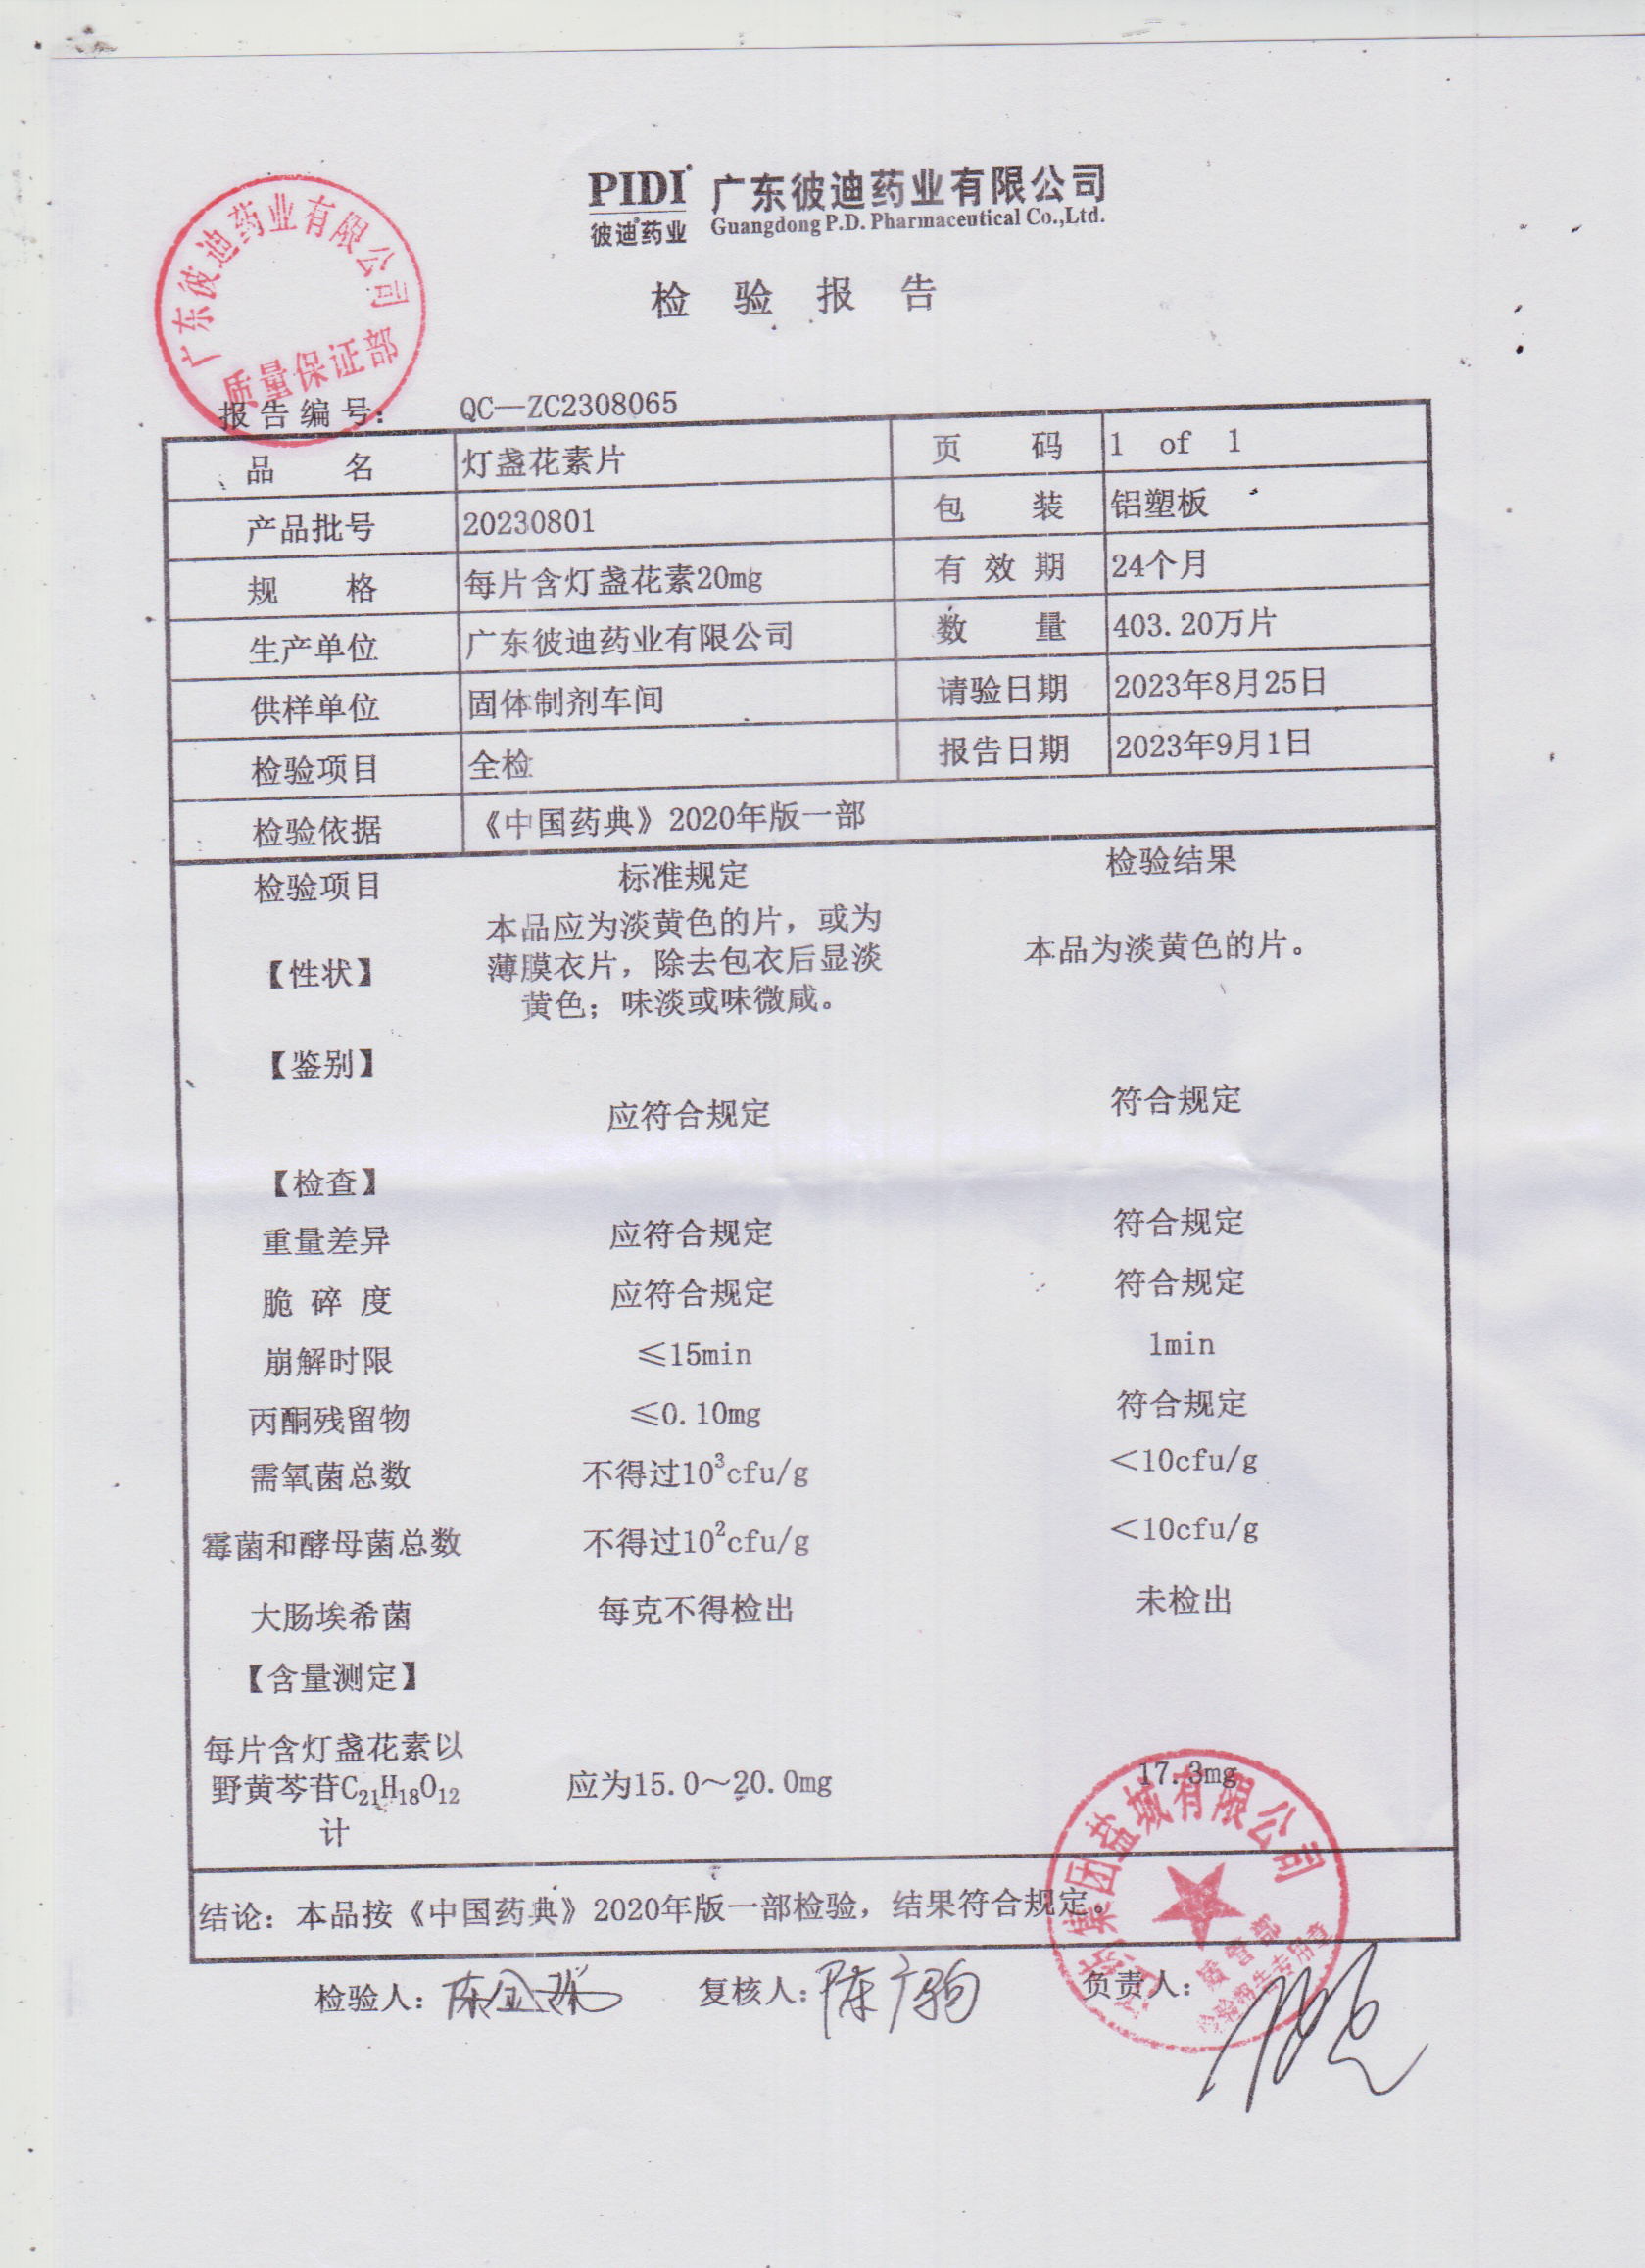 PIDI 广东彼迪药业有限公司
彼迪药业 Guangdong P.D. Pharmaceutical Co.,Ltd.
检 验 报 告
广东彼迪药业有限公司
质量保证部
报告编号: QC—ZC2308065
品 名 灯盏花素片 页 码 1 of 1
产品批号 20230801 包 装 铝塑板
规 格 每片含灯盏花素20mg 有 效 期 24个月
生产单位 广东彼迪药业有限公司 数 量 403.20万片
供样单位 固体制剂车间 请验日期 2023年8月25日
检验项目 全检 报告日期 2023年9月1日
检验依据 《中国药典》2020年版一部
检验项目 标准规定 检验结果
本品应为淡黄色的片，或为
【性状】 薄膜衣片，除去包衣后显淡 本品为淡黄色的片。
黄色；味淡或味微咸。
【鉴别】
应符合规定 符合规定
【检查】
重量差异 应符合规定 符合规定
脆 碎 度 应符合规定 符合规定
崩解时限 ≤15min 1min
丙酮残留物 ≤0.10mg 符合规定
需氧菌总数 不得过10³cfu/g <10cfu/g
霉菌和酵母菌总数 不得过10²cfu/g <10cfu/g
大肠埃希菌 每克不得检出 未检出
【含量测定】
每片含灯盏花素以
野黄芩苷C₂₁H₁₈O₁₂ 应为15.0～20.0mg 17.3mg
计
结论：本品按《中国药典》2020年版一部检验，结果符合规定。
集团盐城有限公司
质管部
专用章
检验人: 复核人: 陈 负责人: